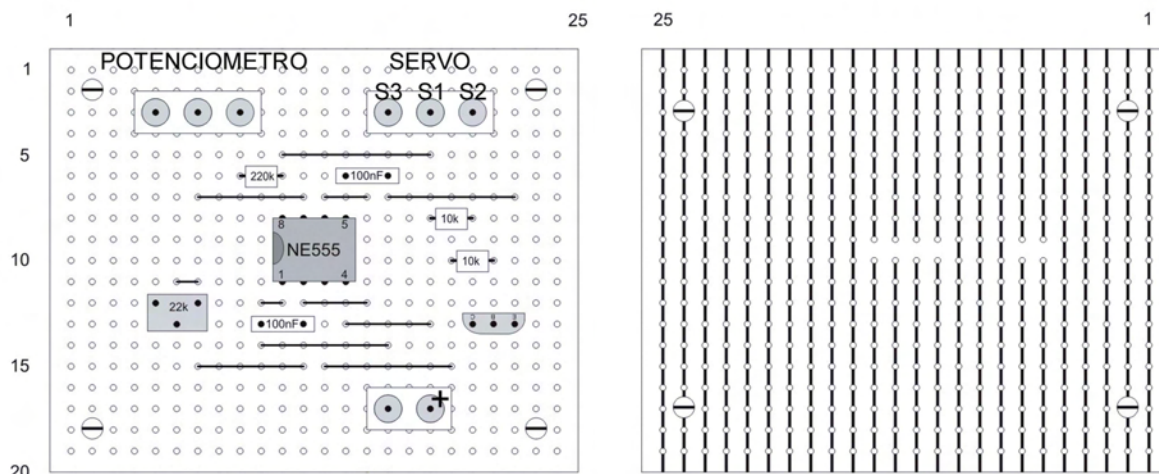 1 25
25 1
1
POTENCIOMETRO SERVO
S3 S1 S2
5
220k 100nF
8 5
10k
NE555
10
10k
1 4
22k
100nF
C B E
15
+
20